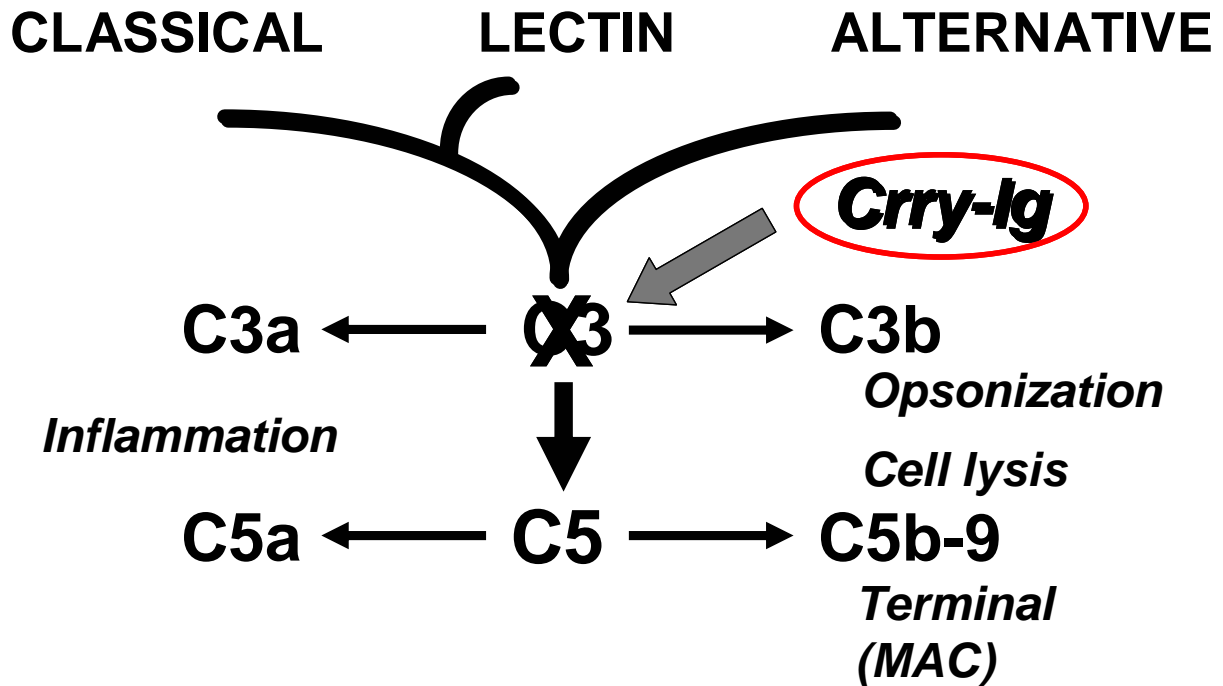 CLASSICAL LECTIN ALTERNATIVE
Crry-Ig
C3a C3 C3b
Opsonization
Inflammation
Cell lysis
C5a C5 C5b-9
Terminal
(MAC)